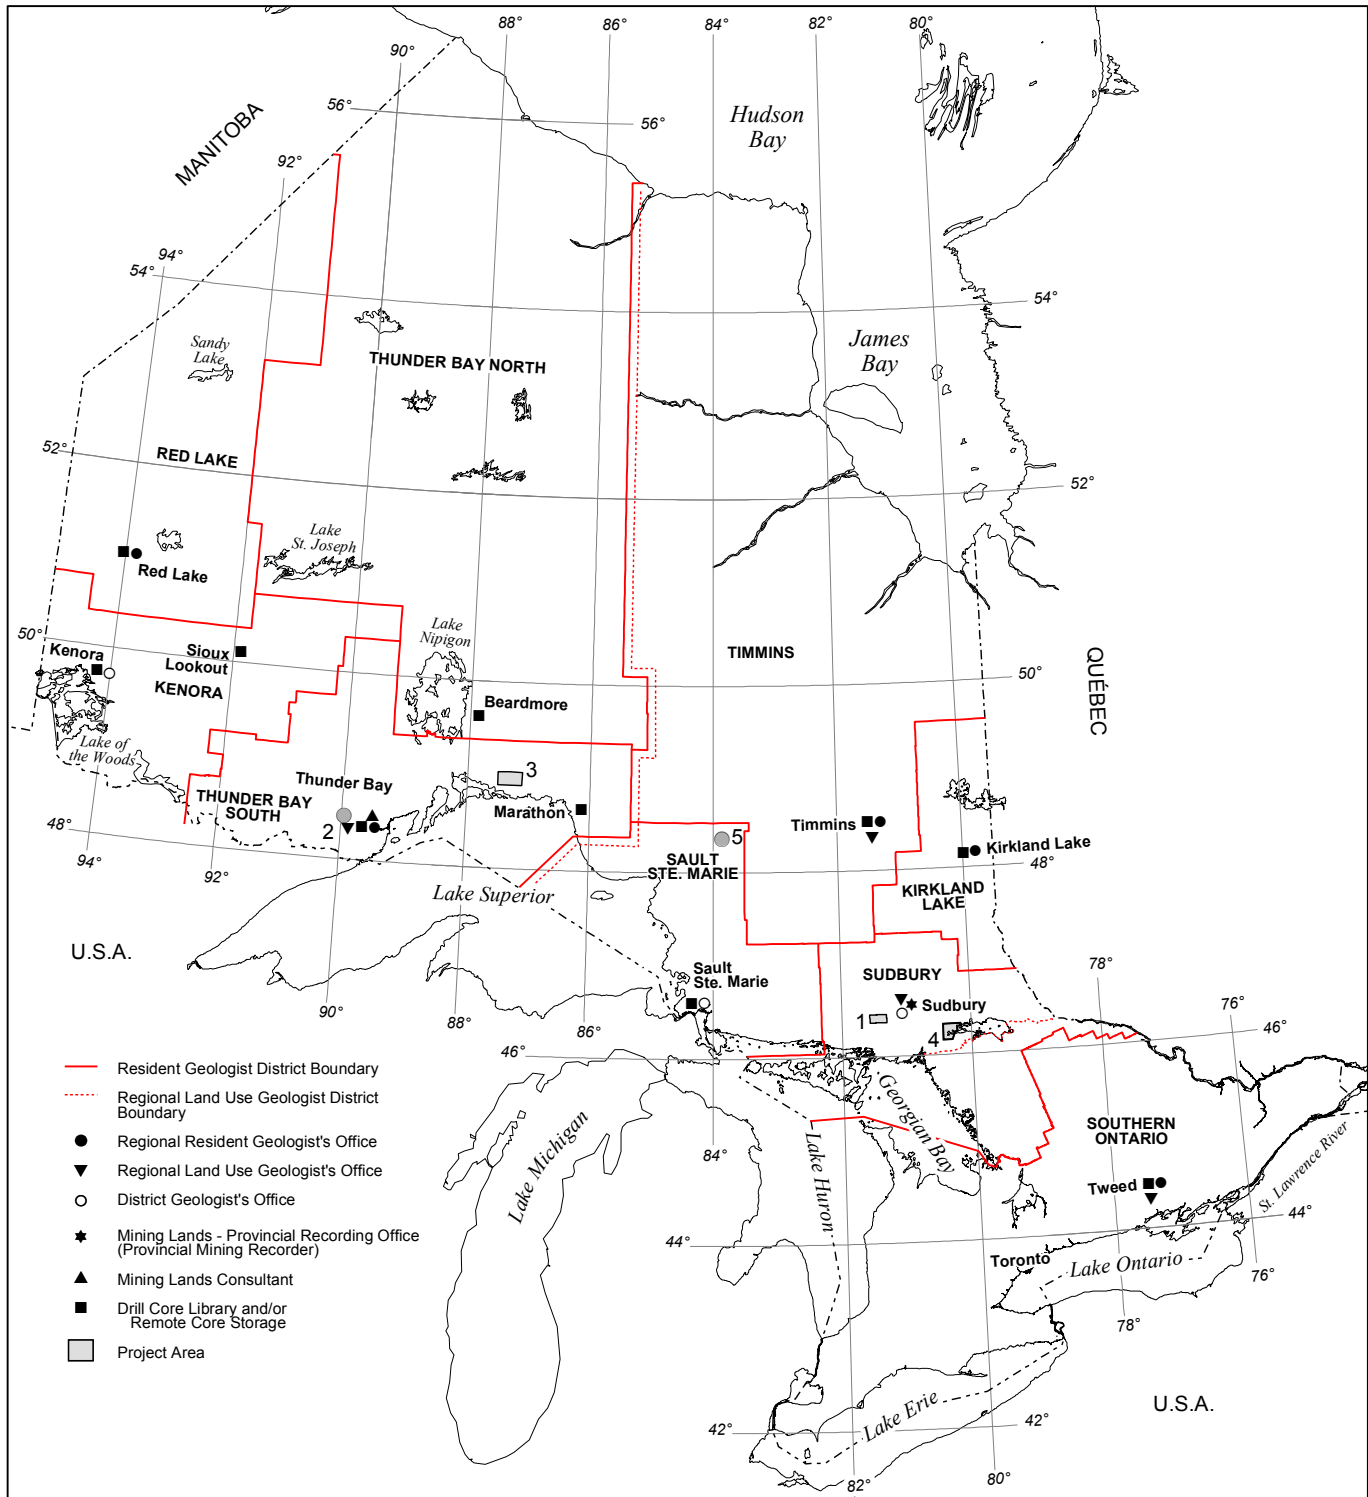 88°
86°
84°
82°
80°
90°
56°
56°
Hudson
Bay
MANITOBA
92°
94°
54°
54°
Sandy
Lake
THUNDER BAY NORTH
James
Bay
52°
RED LAKE
52°
Lake
St. Joseph
Red Lake
50°
Kenora
Sioux
Lookout
KENORA
Lake
Nipigon
TIMMINS
50°
QUÉBEC
Beardmore
Lake of
the Woods
Thunder Bay
3
THUNDER BAY
SOUTH
2
Marathon
5
Timmins
Kirkland Lake
48°
48°
94°
92°
SAULT
STE. MARIE
KIRKLAND
LAKE
Lake Superior
U.S.A.
Sault
Ste. Marie
SUDBURY
Sudbury
78°
76°
1
4
46°
90°
88°
86°
46°
Resident Geologist District Boundary
Regional Land Use Geologist District
Boundary
Regional Resident Geologist's Office
Regional Land Use Geologist's Office
District Geologist's Office
Mining Lands - Provincial Recording Office
(Provincial Mining Recorder)
Mining Lands Consultant
Drill Core Library and/or
Remote Core Storage
Project Area
Lake Michigan
84°
Lake Huron
Georgian Bay
SOUTHERN
ONTARIO
Tweed
St. Lawrence River
44°
44°
Toronto
Lake Ontario
76°
78°
Lake Erie
42°
42°
U.S.A.
82°
80°